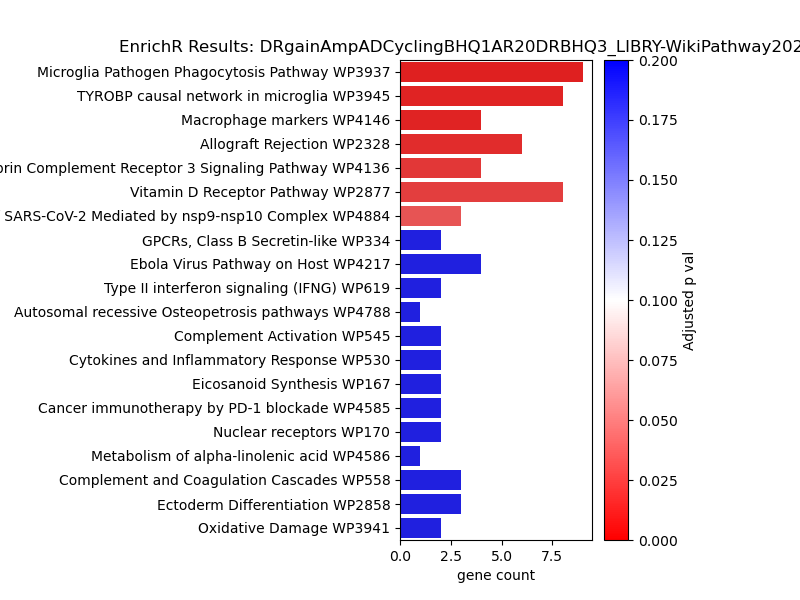 EnrichR Results: DRgainAmpADCyclingBHQ1AR20DRBHQ3_LIBRY-WikiPathway202
Microglia Pathogen Phagocytosis Pathway WP3937
TYROBP causal network in microglia WP3945
Macrophage markers WP4146
Allograft Rejection WP2328
Complement Receptor 3 Signaling Pathway WP4136
Vitamin D Receptor Pathway WP2877
SARS-CoV-2 Mediated by nsp9-nsp10 Complex WP4884
GPCRs, Class B Secretin-like WP334
Ebola Virus Pathway on Host WP4217
Type II interferon signaling (IFNG) WP619
Autosomal recessive Osteopetrosis pathways WP4788
Complement Activation WP545
Cytokines and Inflammatory Response WP530
Eicosanoid Synthesis WP167
Cancer immunotherapy by PD-1 blockade WP4585
Nuclear receptors WP170
Metabolism of alpha-linolenic acid WP4586
Complement and Coagulation Cascades WP558
Ectoderm Differentiation WP2858
Oxidative Damage WP3941
0.0 2.5 5.0 7.5
gene count
0.200
0.175
0.150
0.125
0.100
0.075
0.050
0.025
0.000
Adjusted p val